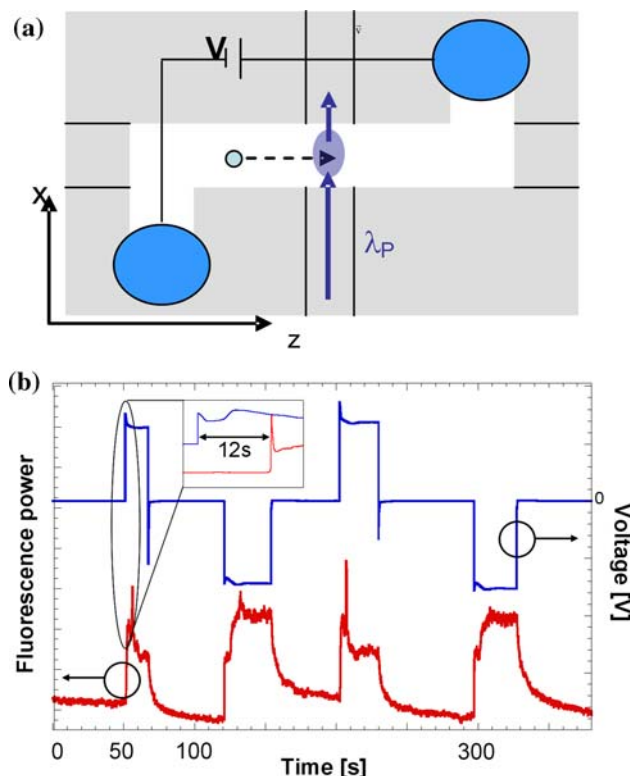 (a)
V
X
λP
z
(b)
12s
0
Fluorescence power
Voltage [V]
0 50 100 300
Time [s]